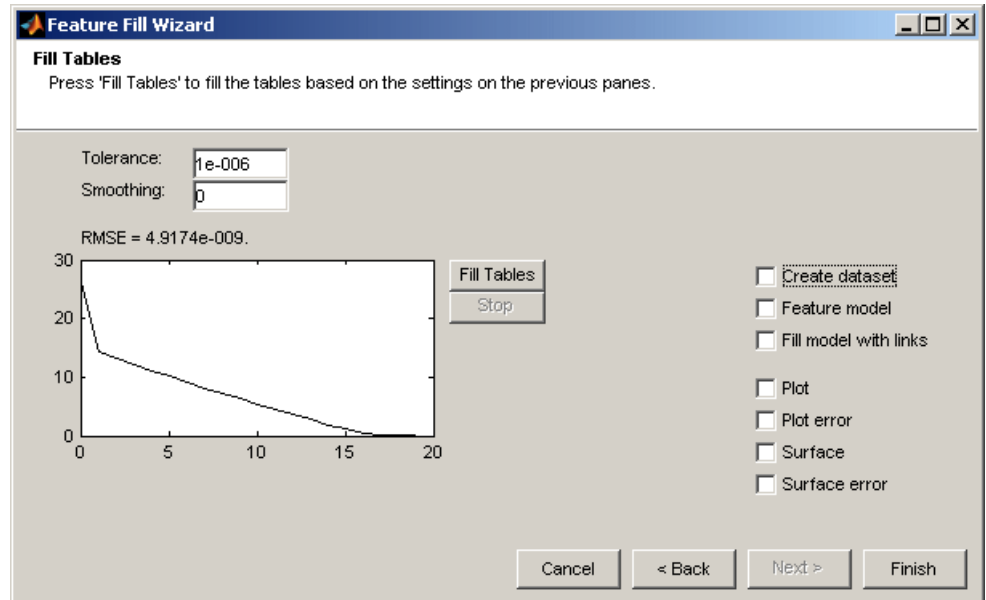 Feature Fill Wizard
Fill Tables
Press 'Fill Tables' to fill the tables based on the settings on the previous panes.
Tolerance: 1e-006
Smoothing: 0
RMSE = 4.9174e-009.
30
20
10
0
0 5 10 15 20
Fill Tables
Stop
Create dataset
Feature model
Fill model with links
Plot
Plot error
Surface
Surface error
Cancel < Back Next > Finish